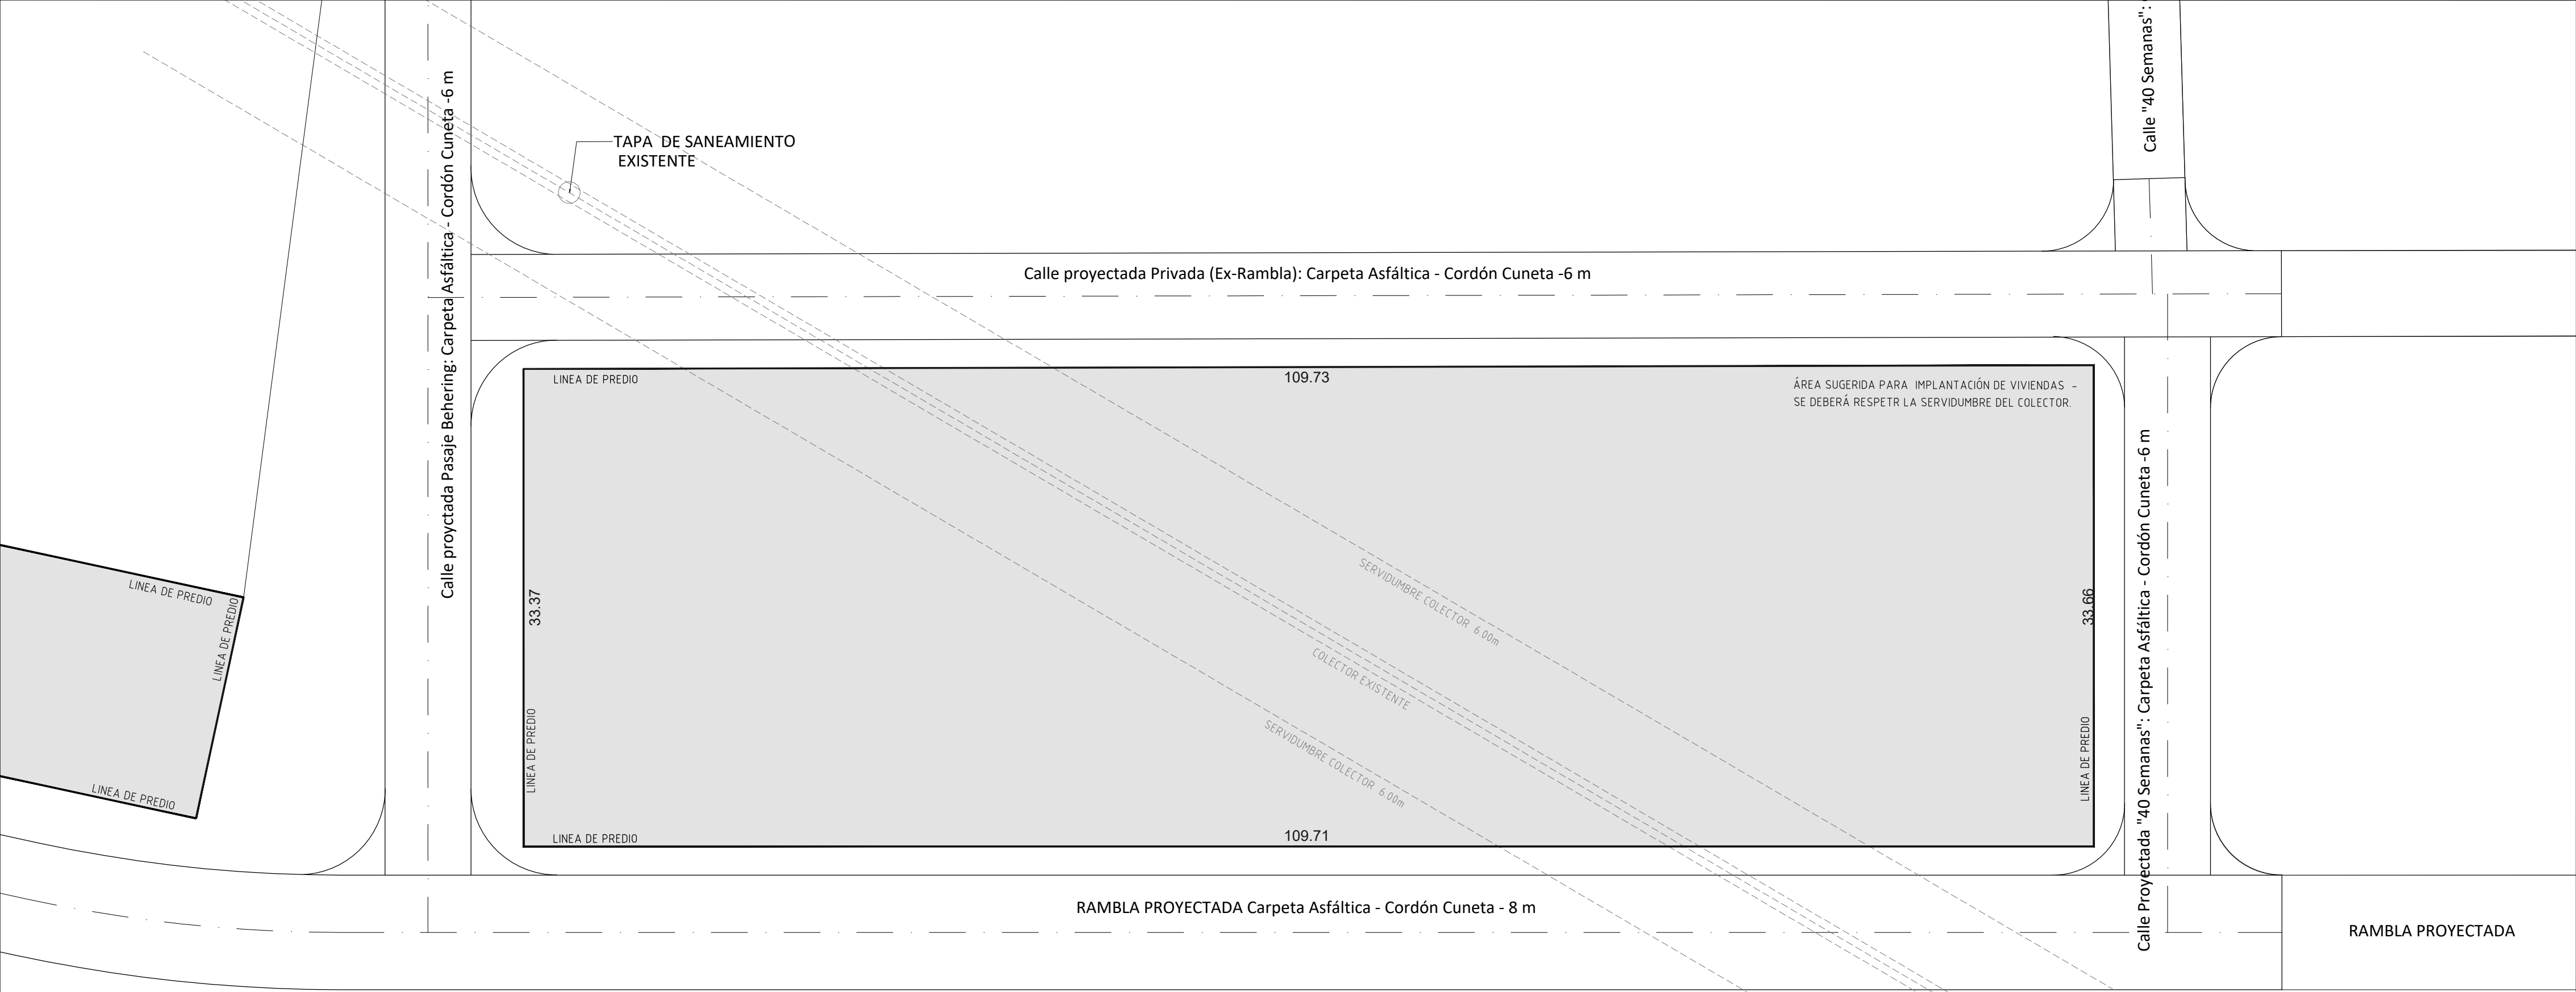 Calle proyctada Pasaje Behering: Carpeta Asfáltica - Cordón Cuneta -6 m
TAPA  DE SANEAMIENTO
EXISTENTE
Calle "40 Semanas":
Calle proyectada Privada (Ex-Rambla): Carpeta Asfáltica - Cordón Cuneta -6 m
LINEA DE PREDIO
109.73
ÁREA SUGERIDA PARA  IMPLANTACIÓN DE VIVIENDAS  -
SE DEBERÁ RESPETR LA SERVIDUMBRE DEL COLECTOR.
LINEA DE PREDIO
LINEA DE PREDIO
LINEA DE PREDIO
33.37
LINEA DE PREDIO
SERVIDUMBRE COLECTOR  6.00m
COLECTOR EXISTENTE
SERVIDUMBRE COLECTOR  6.00m
33.66
LINEA DE PREDIO
Calle Proyectada "40 Semanas": Carpeta Asfáltica - Cordón Cuneta -6 m
LINEA DE PREDIO
109.71
RAMBLA PROYECTADA Carpeta Asfáltica - Cordón Cuneta - 8 m
RAMBLA PROYECTADA